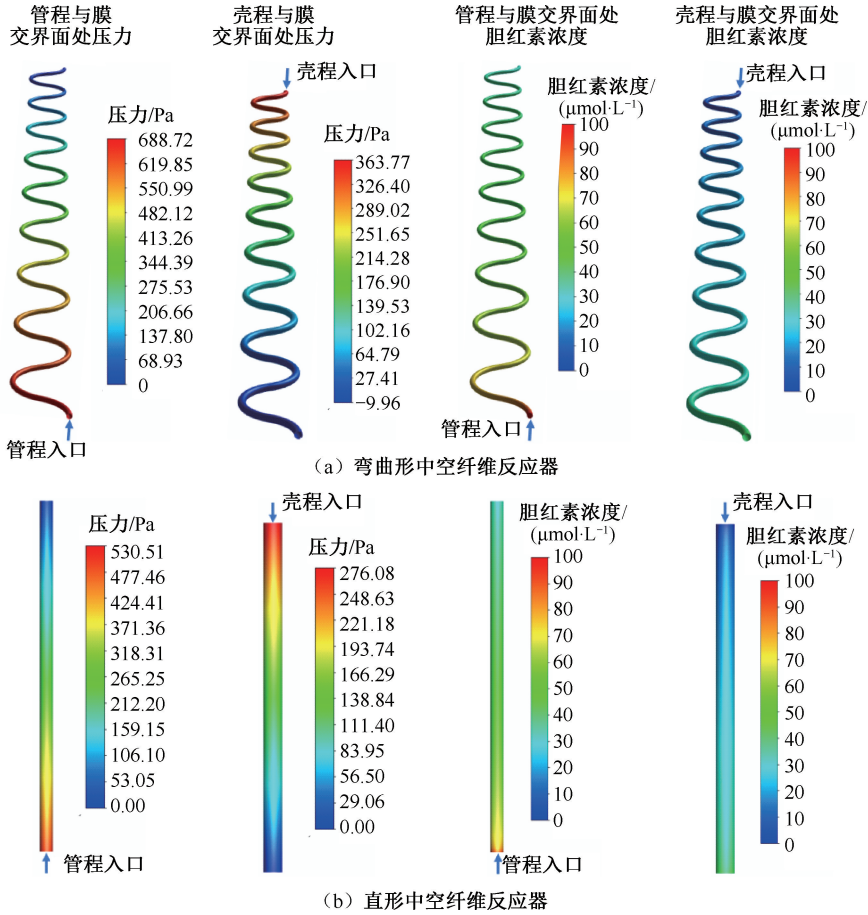 管程与膜
交界面处压力
壳程与膜
交界面处压力
管程与膜交界面处
胆红素浓度
壳程与膜交界面处
胆红素浓度
压力/Pa
688.72
619.85
550.99
482.12
413.26
344.39
275.53
206.66
137.80
68.93
0
管程入口
壳程入口
压力/Pa
363.77
326.40
289.02
251.65
214.28
176.90
139.53
102.16
64.79
27.41
−9.96
胆红素浓度/
(μmol·L⁻¹)
100
90
80
70
60
50
40
30
20
10
0
管程入口
壳程入口
胆红素浓度/
(μmol·L⁻¹)
100
90
80
70
60
50
40
30
20
10
0
（a）弯曲形中空纤维反应器
压力/Pa
530.51
477.46
424.41
371.36
318.31
265.25
212.20
159.15
106.10
53.05
0.00
管程入口
壳程入口
压力/Pa
276.08
248.63
221.18
193.74
166.29
138.84
111.40
83.95
56.50
29.06
0.00
胆红素浓度/
(μmol·L⁻¹)
100
90
80
70
60
50
40
30
20
10
0
管程入口
壳程入口
胆红素浓度/
(μmol·L⁻¹)
100
90
80
70
60
50
40
30
20
10
0
（b）直形中空纤维反应器